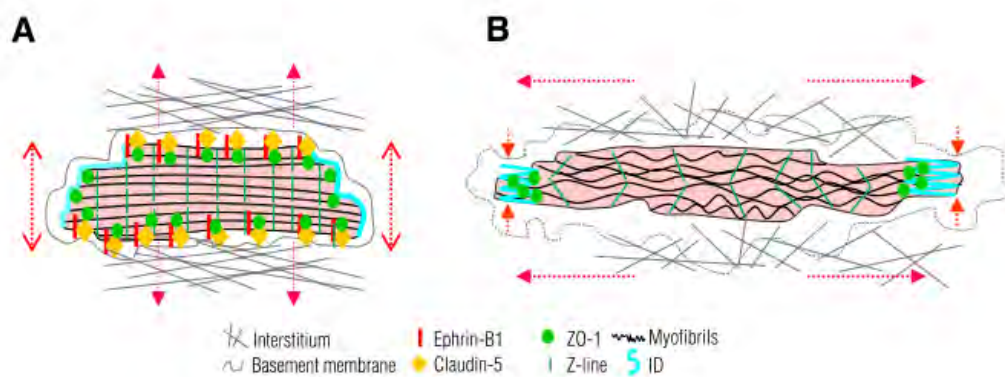 A
B
Interstitium Ephrin-B1 ZO-1 Myofibrils
Basement membrane Claudin-5 Z-line ID